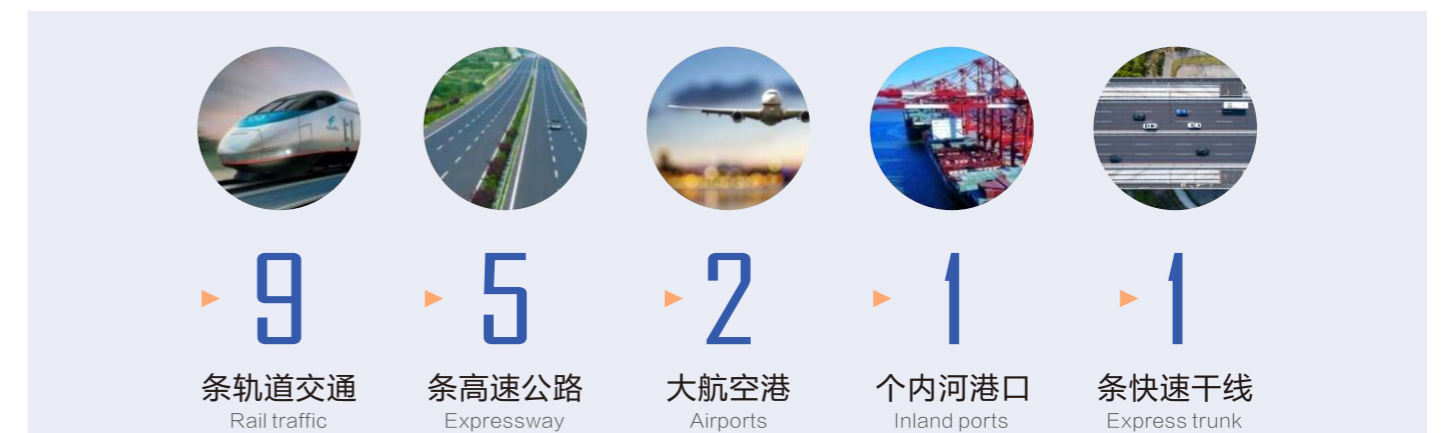 9
条轨道交通
Rail traffic
5
条高速公路
Expressway
2
大航空港
Airports
1
个内河港口
Inland ports
1
条快速干线
Express trunk